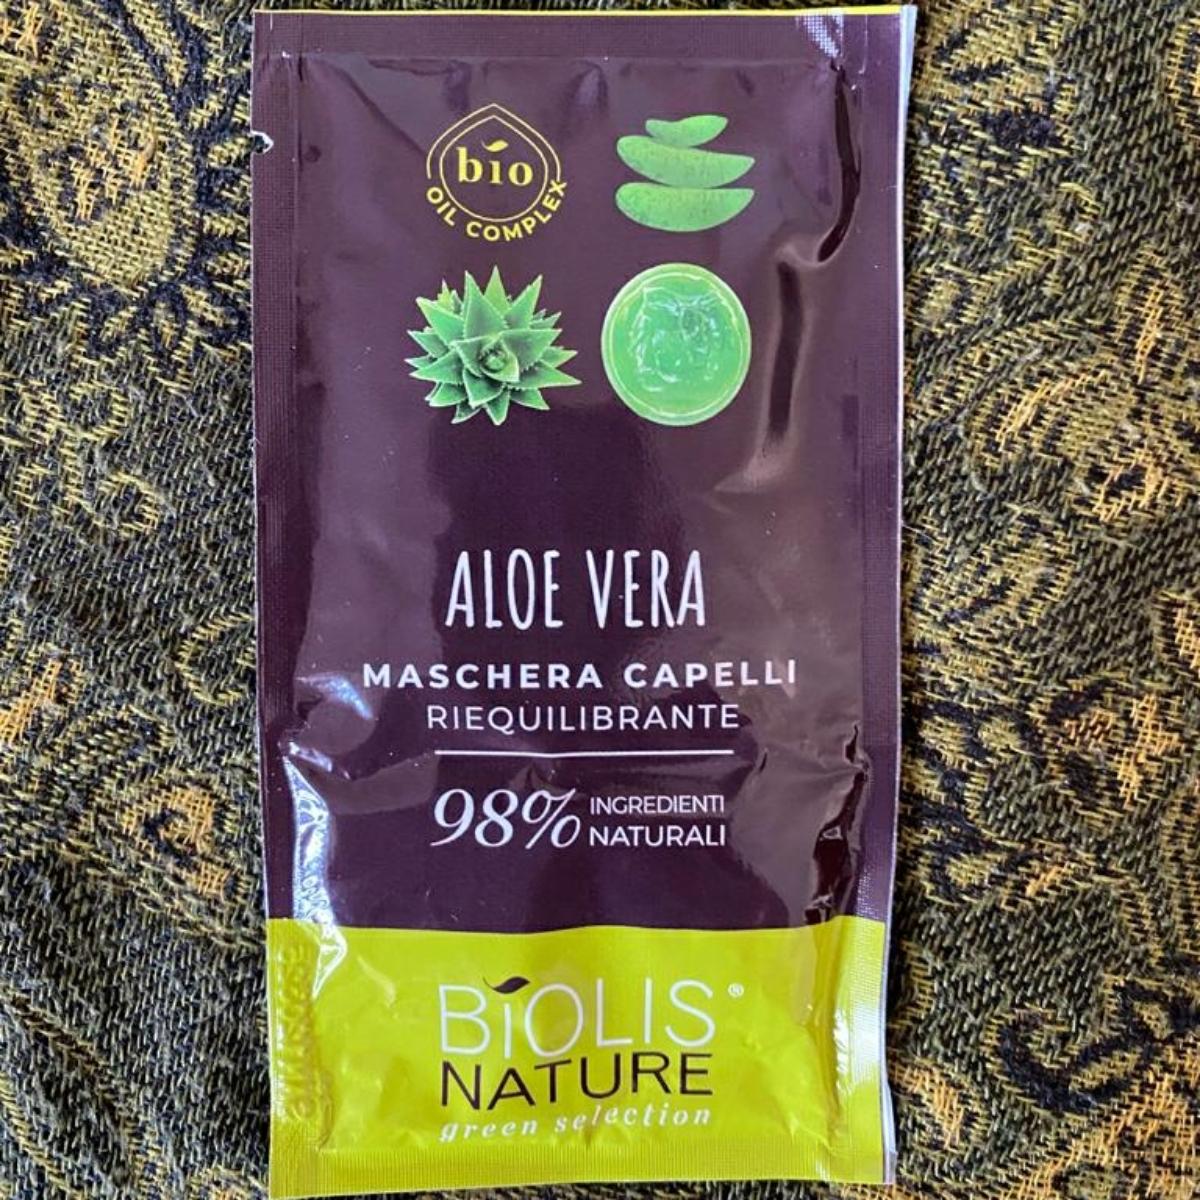 bio
OIL COMPLEX
ALOE VERA
MASCHERA CAPELLI
RIEQUILIBRANTE
98% INGREDIENTI
NATURALI
BIOLIS®
NATURE
green selection